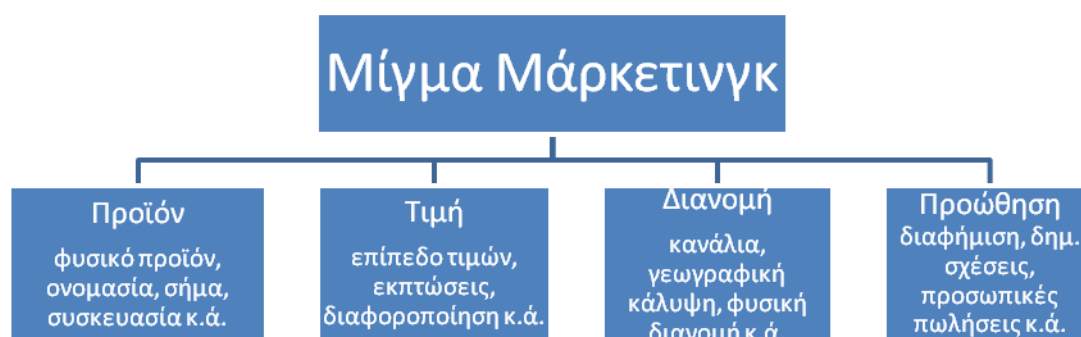 Μίγμα Μάρκετινγκ
Προϊόν
φυσικό προϊόν,
ονομασία, σήμα,
συσκευασία κ.ά.
Τιμή
επίπεδο τιμών,
εκπτώσεις,
διαφοροποίηση κ.ά.
Διανομή
κανάλια,
γεωγραφική
κάλυψη, φυσική
διανομή κ.ά.
Προώθηση
διαφήμιση, δημ.
σχέσεις,
προσωπικές
πωλήσεις κ.ά.